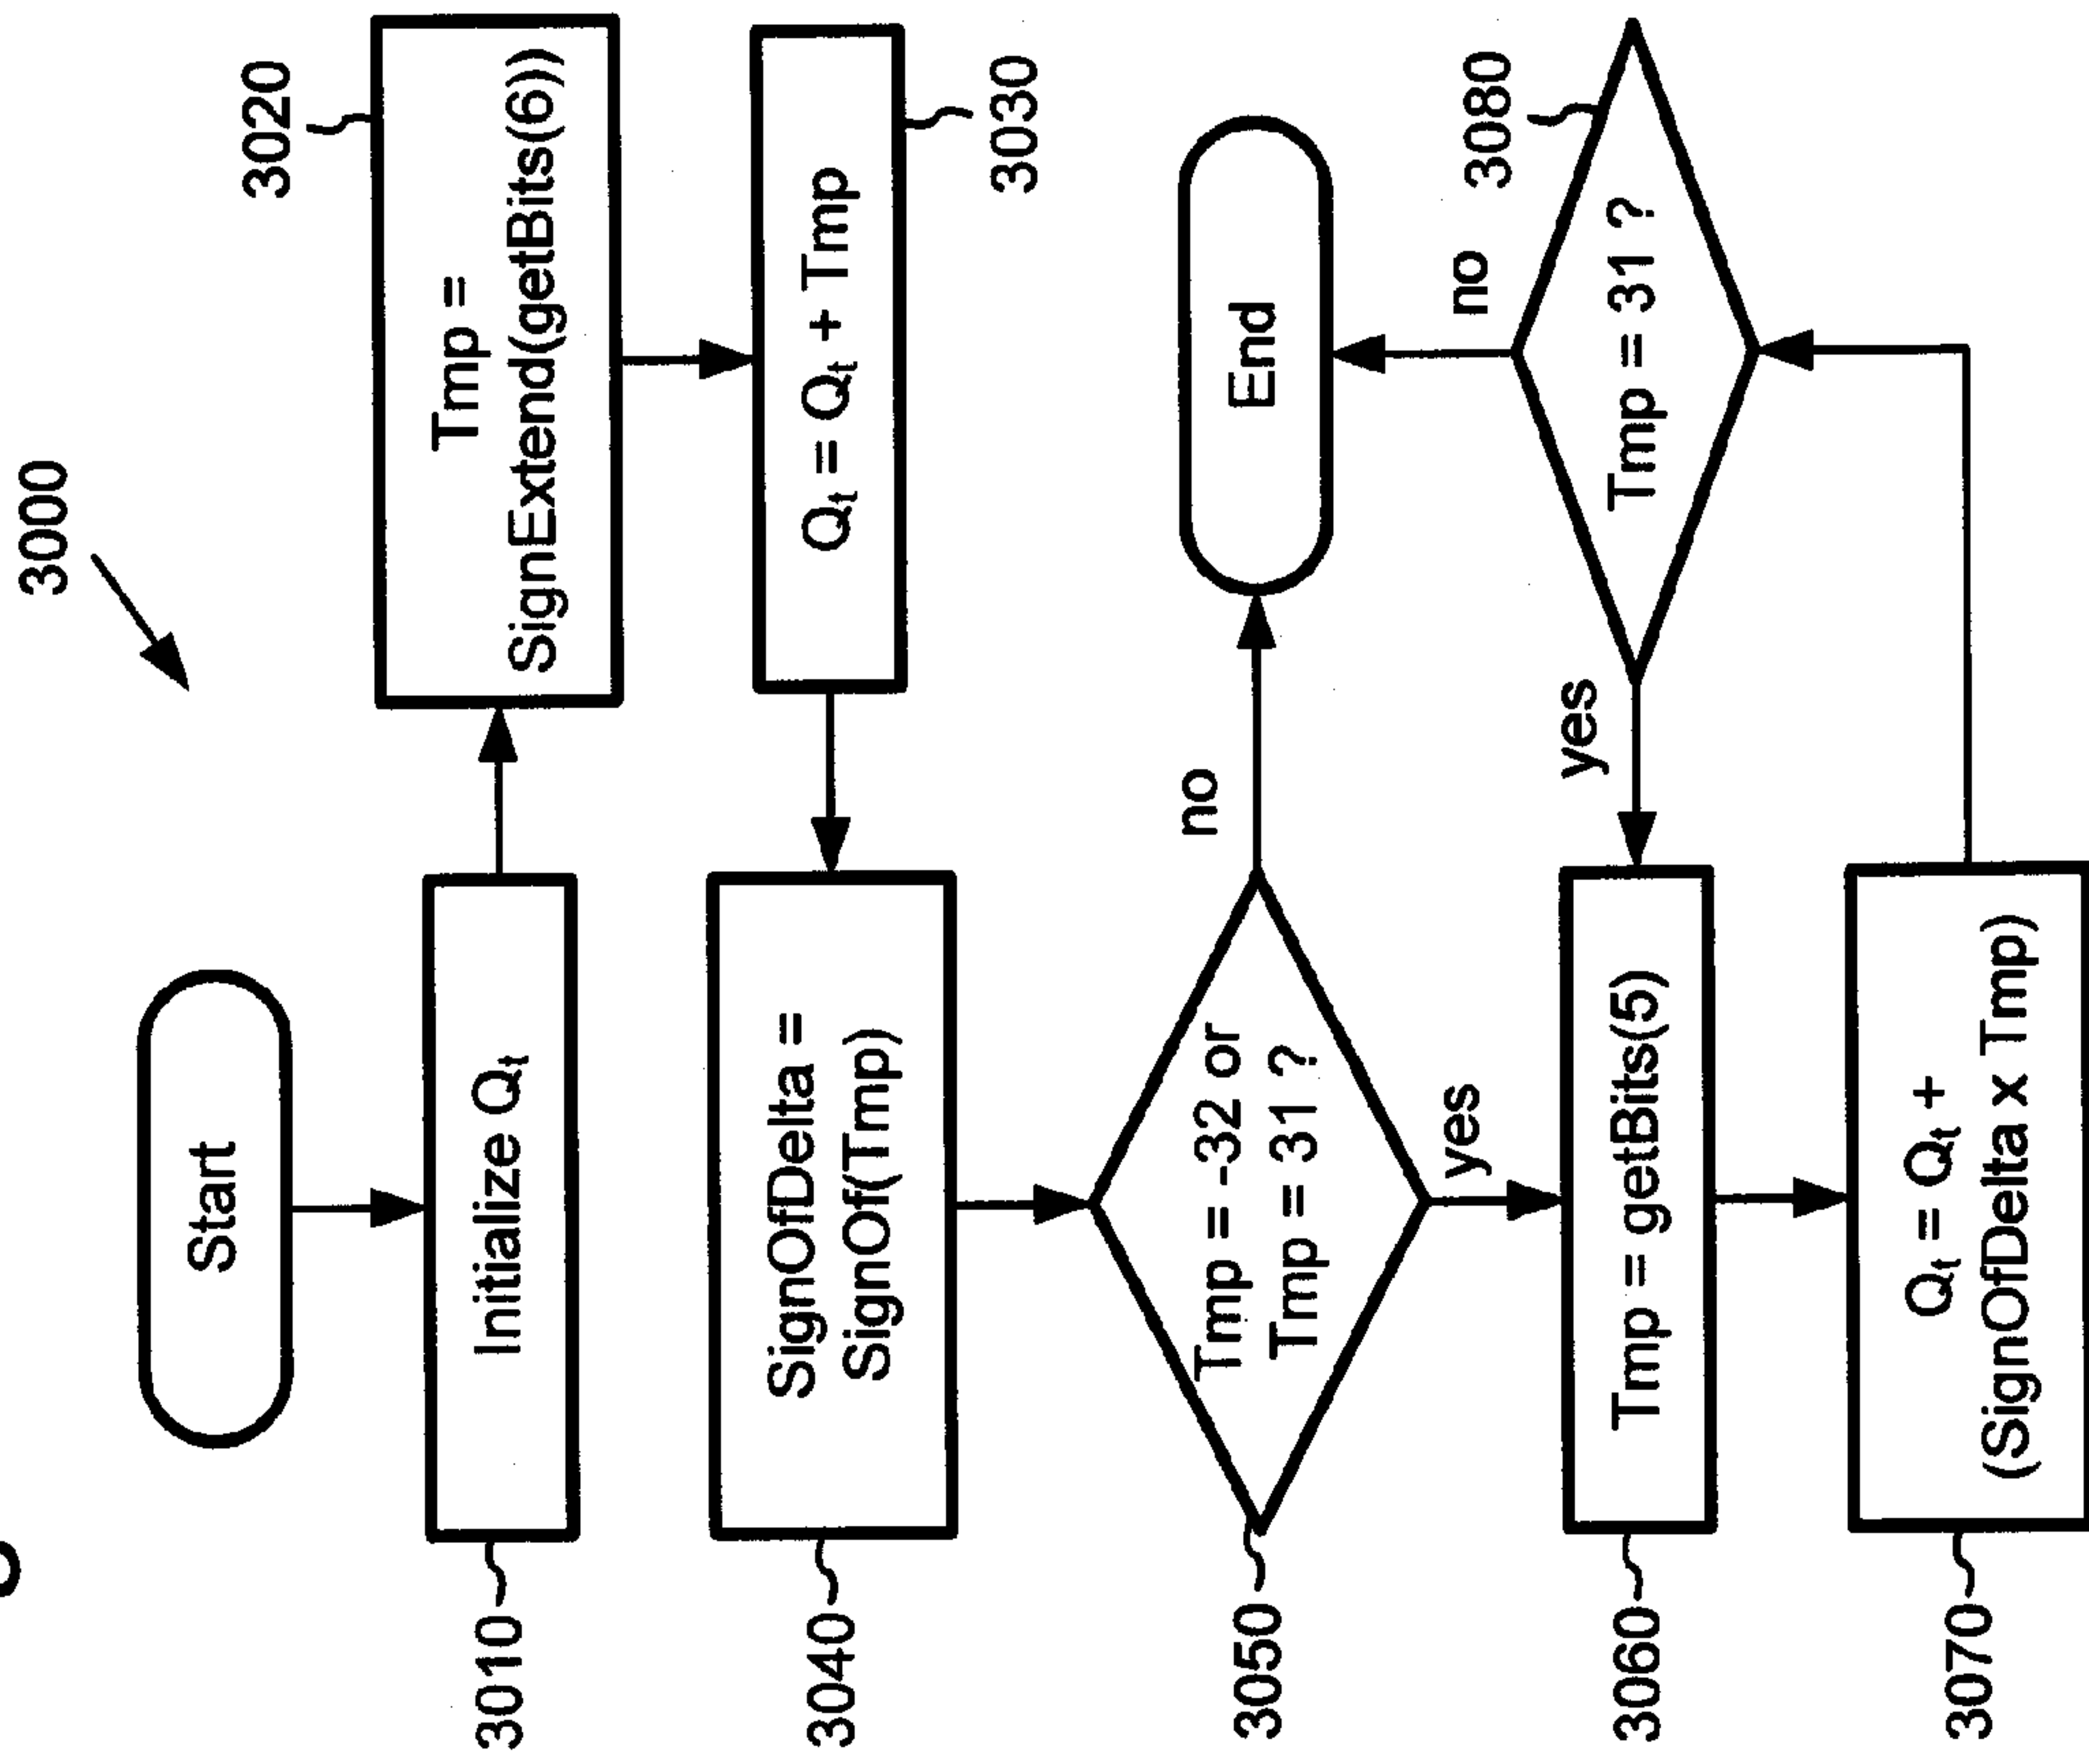 3000
Start
3010
Initialize Qt
3020
Tmp =
SignExtend(getBits(6)))
3030
Qt = Qt + Tmp
3040
SignOfDelta =
SignOf(Tmp)
3050
Tmp = -32 or
Tmp = 31 ?
no
End
yes
3060
Tmp = getBits(5)
3070
Qt = Qt +
(SignOfDelta x Tmp)
3080
Tmp = 31 ?
no
yes